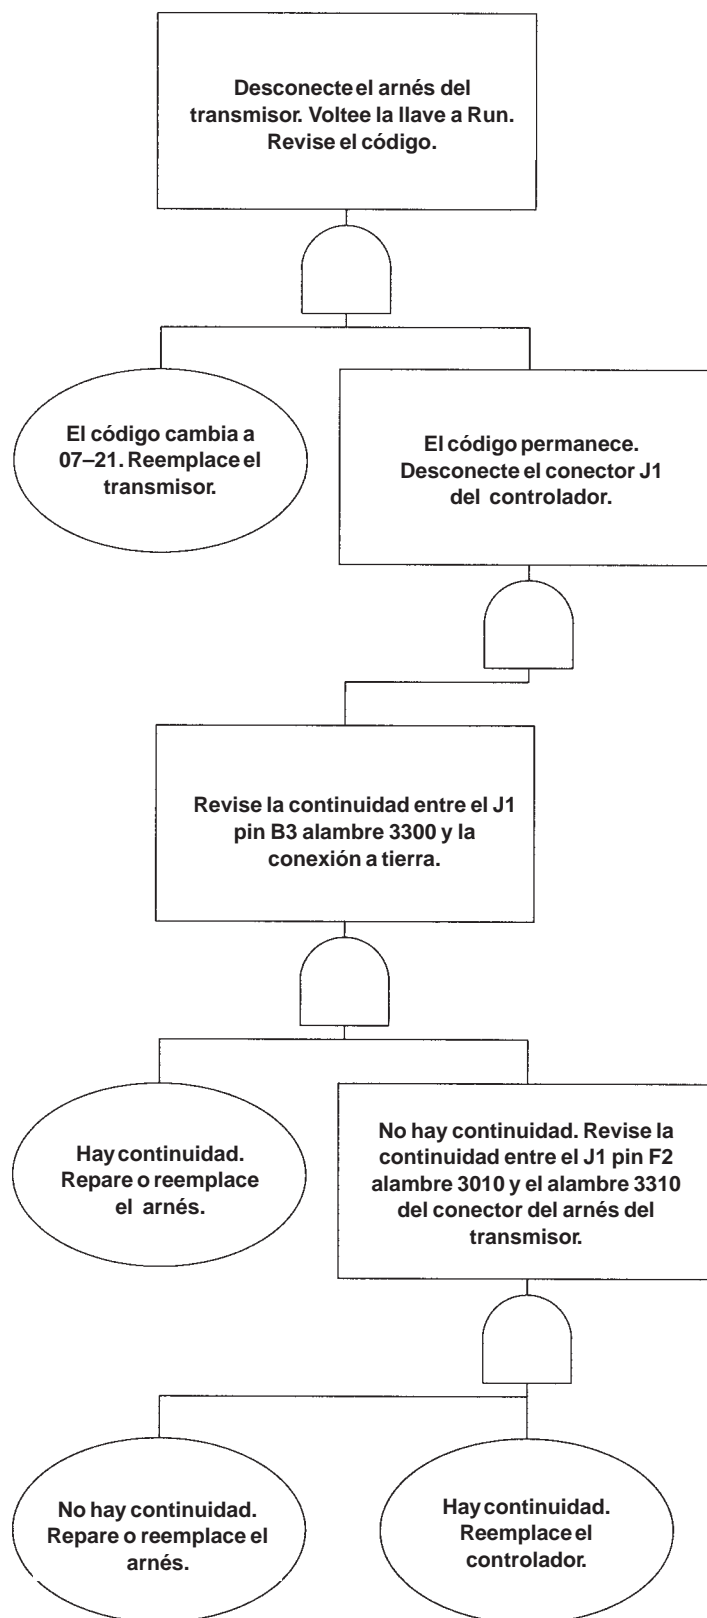 Desconecte el arnés del
transmisor. Voltee la llave a Run.
Revise el código.
El código cambia a
07–21. Reemplace el
transmisor.
El código permanece.
Desconecte el conector J1
del controlador.
Revise la continuidad entre el J1
pin B3 alambre 3300 y la
conexión a tierra.
Hay continuidad.
Repare o reemplace
el arnés.
No hay continuidad. Revise la
continuidad entre el J1 pin F2
alambre 3010 y el alambre 3310
del conector del arnés del
transmisor.
No hay continuidad.
Repare o reemplace el
arnés.
Hay continuidad.
Reemplace el
controlador.